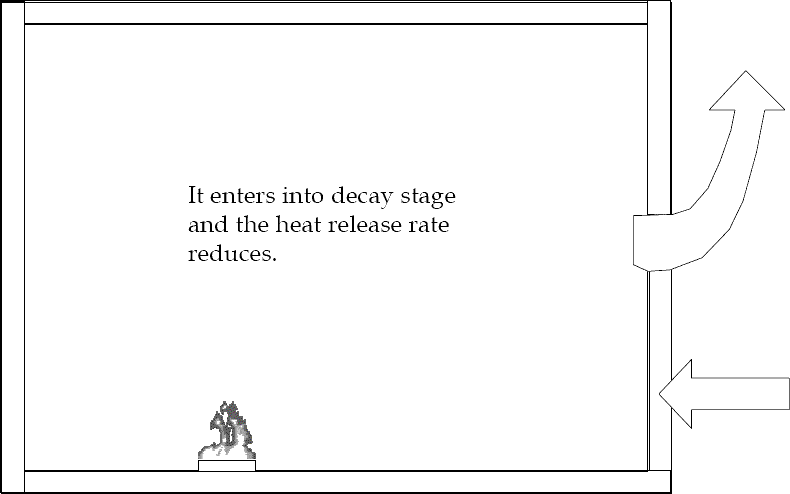 It enters into decay stage
and the heat release rate
reduces.